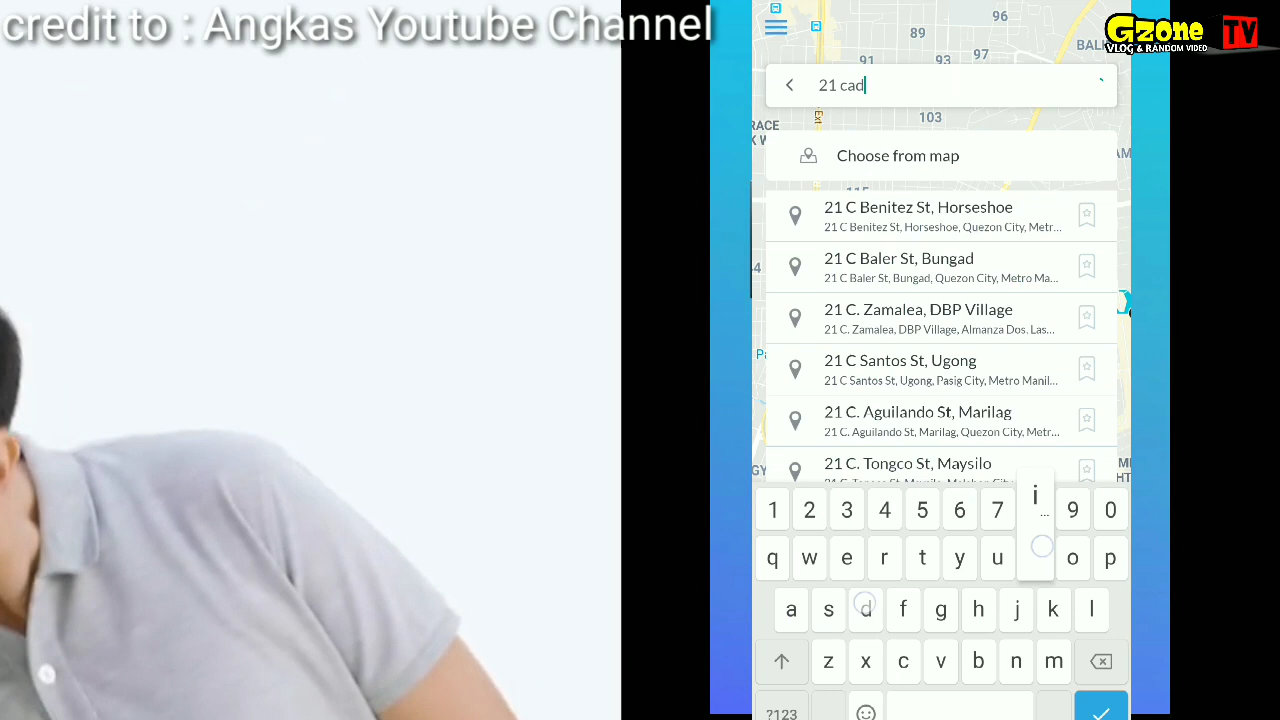 credit to : Angkas Youtube Channel
Gzone TV
VLOG & RANDOM VIDEO
96
89
91
93
97
21 cad
Ext
103
Choose from map
21 C Benitez St, Horseshoe
21 C Benitez St, Horseshoe, Quezon City, Metr...
21 C Baler St, Bungad
21 C Baler St, Bungad, Quezon City, Metro Ma...
21 C. Zamalea, DBP Village
21 C. Zamalea, DBP Village, Almanza Dos, Las...
21 C Santos St, Ugong
21 C Santos St, Ugong, Pasig City, Metro Manil...
21 C. Aguilando St, Marilag
21 C. Aguilando St, Marilag, Quezon City, Metr...
21 C. Tongco St, Maysilo
1 2 3 4 5 6 7 i ... 9 0
q w e r t y u o p
a s d f g h j k l
z x c v b n m
?123